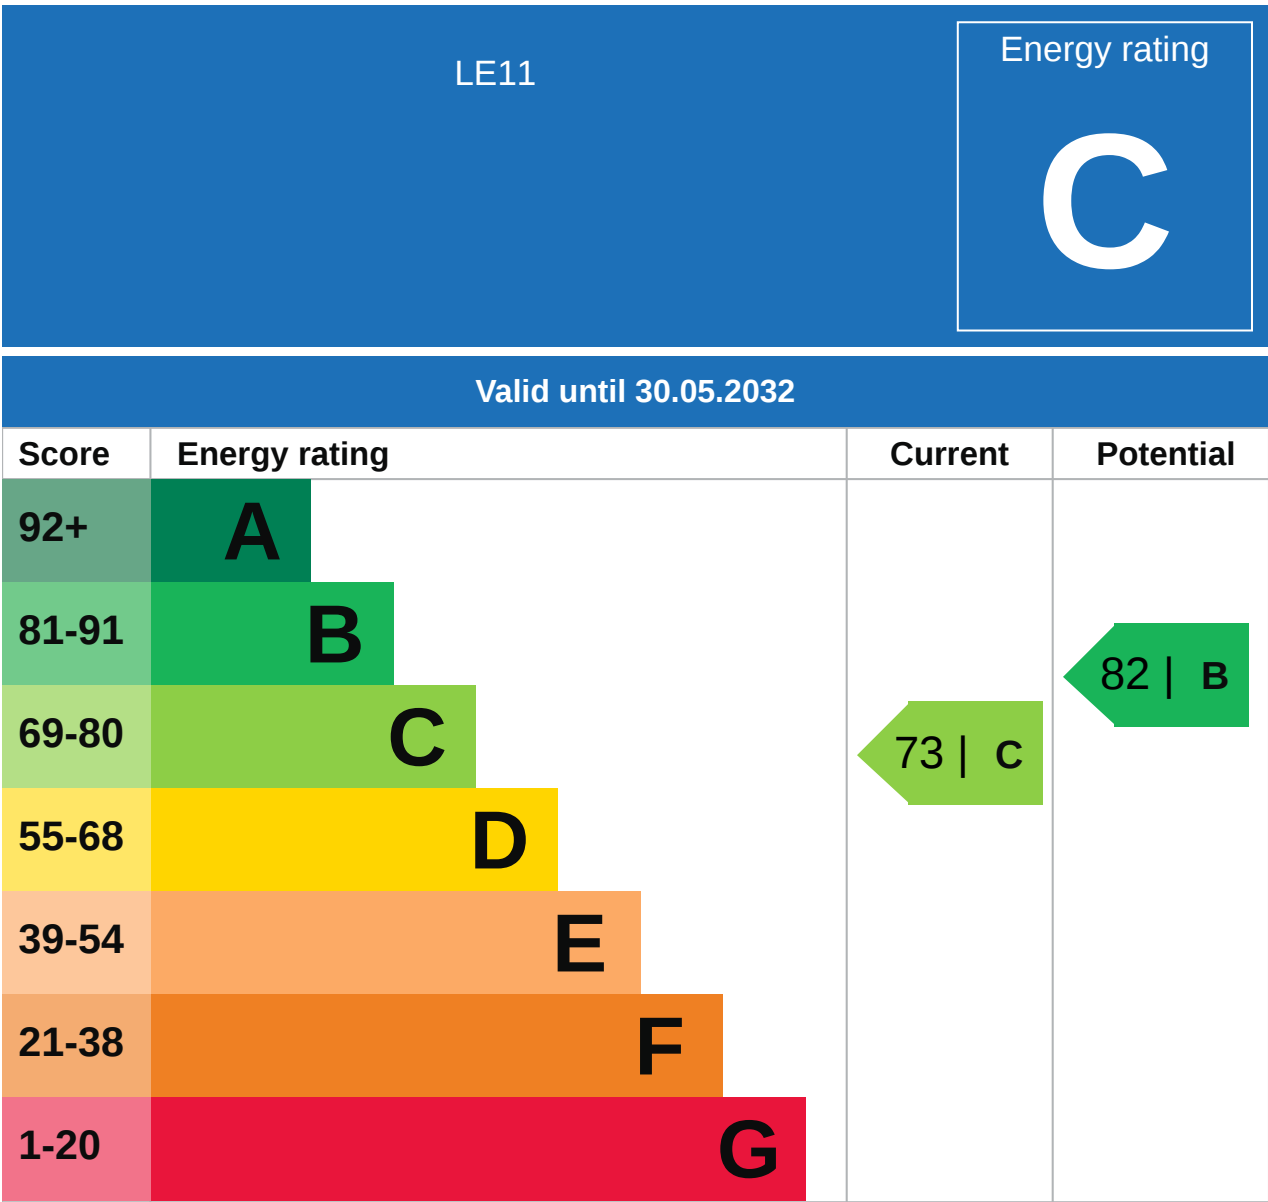 LE11
Energy rating
C
Valid until 30.05.2032
Score Energy rating Current Potential
92+ A
81-91 B
82 | B
69-80 C
73 | C
55-68 D
39-54 E
21-38 F
1-20 G